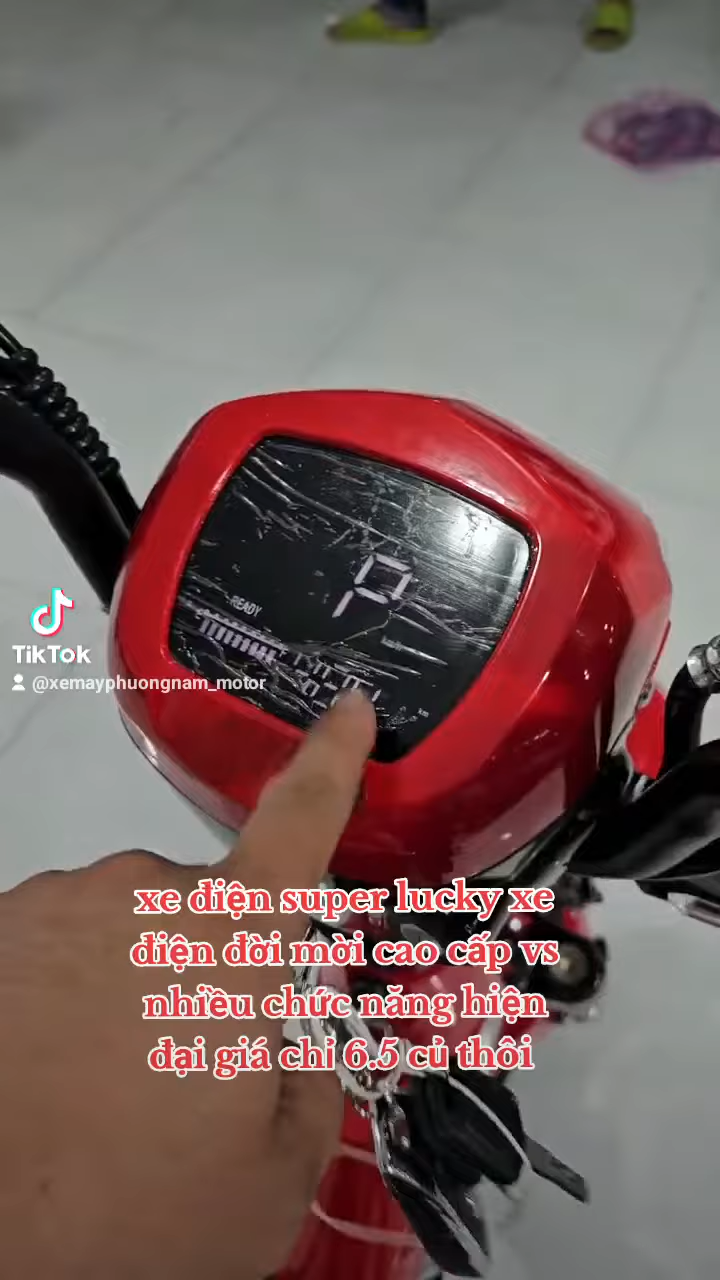 P
READY
TikTok
@xemayphuongnam_motor
xe điện super lucky xe
điện đời mời cao cấp vs
nhiều chức năng hiện
đại giá chỉ 6.5 củ thôi